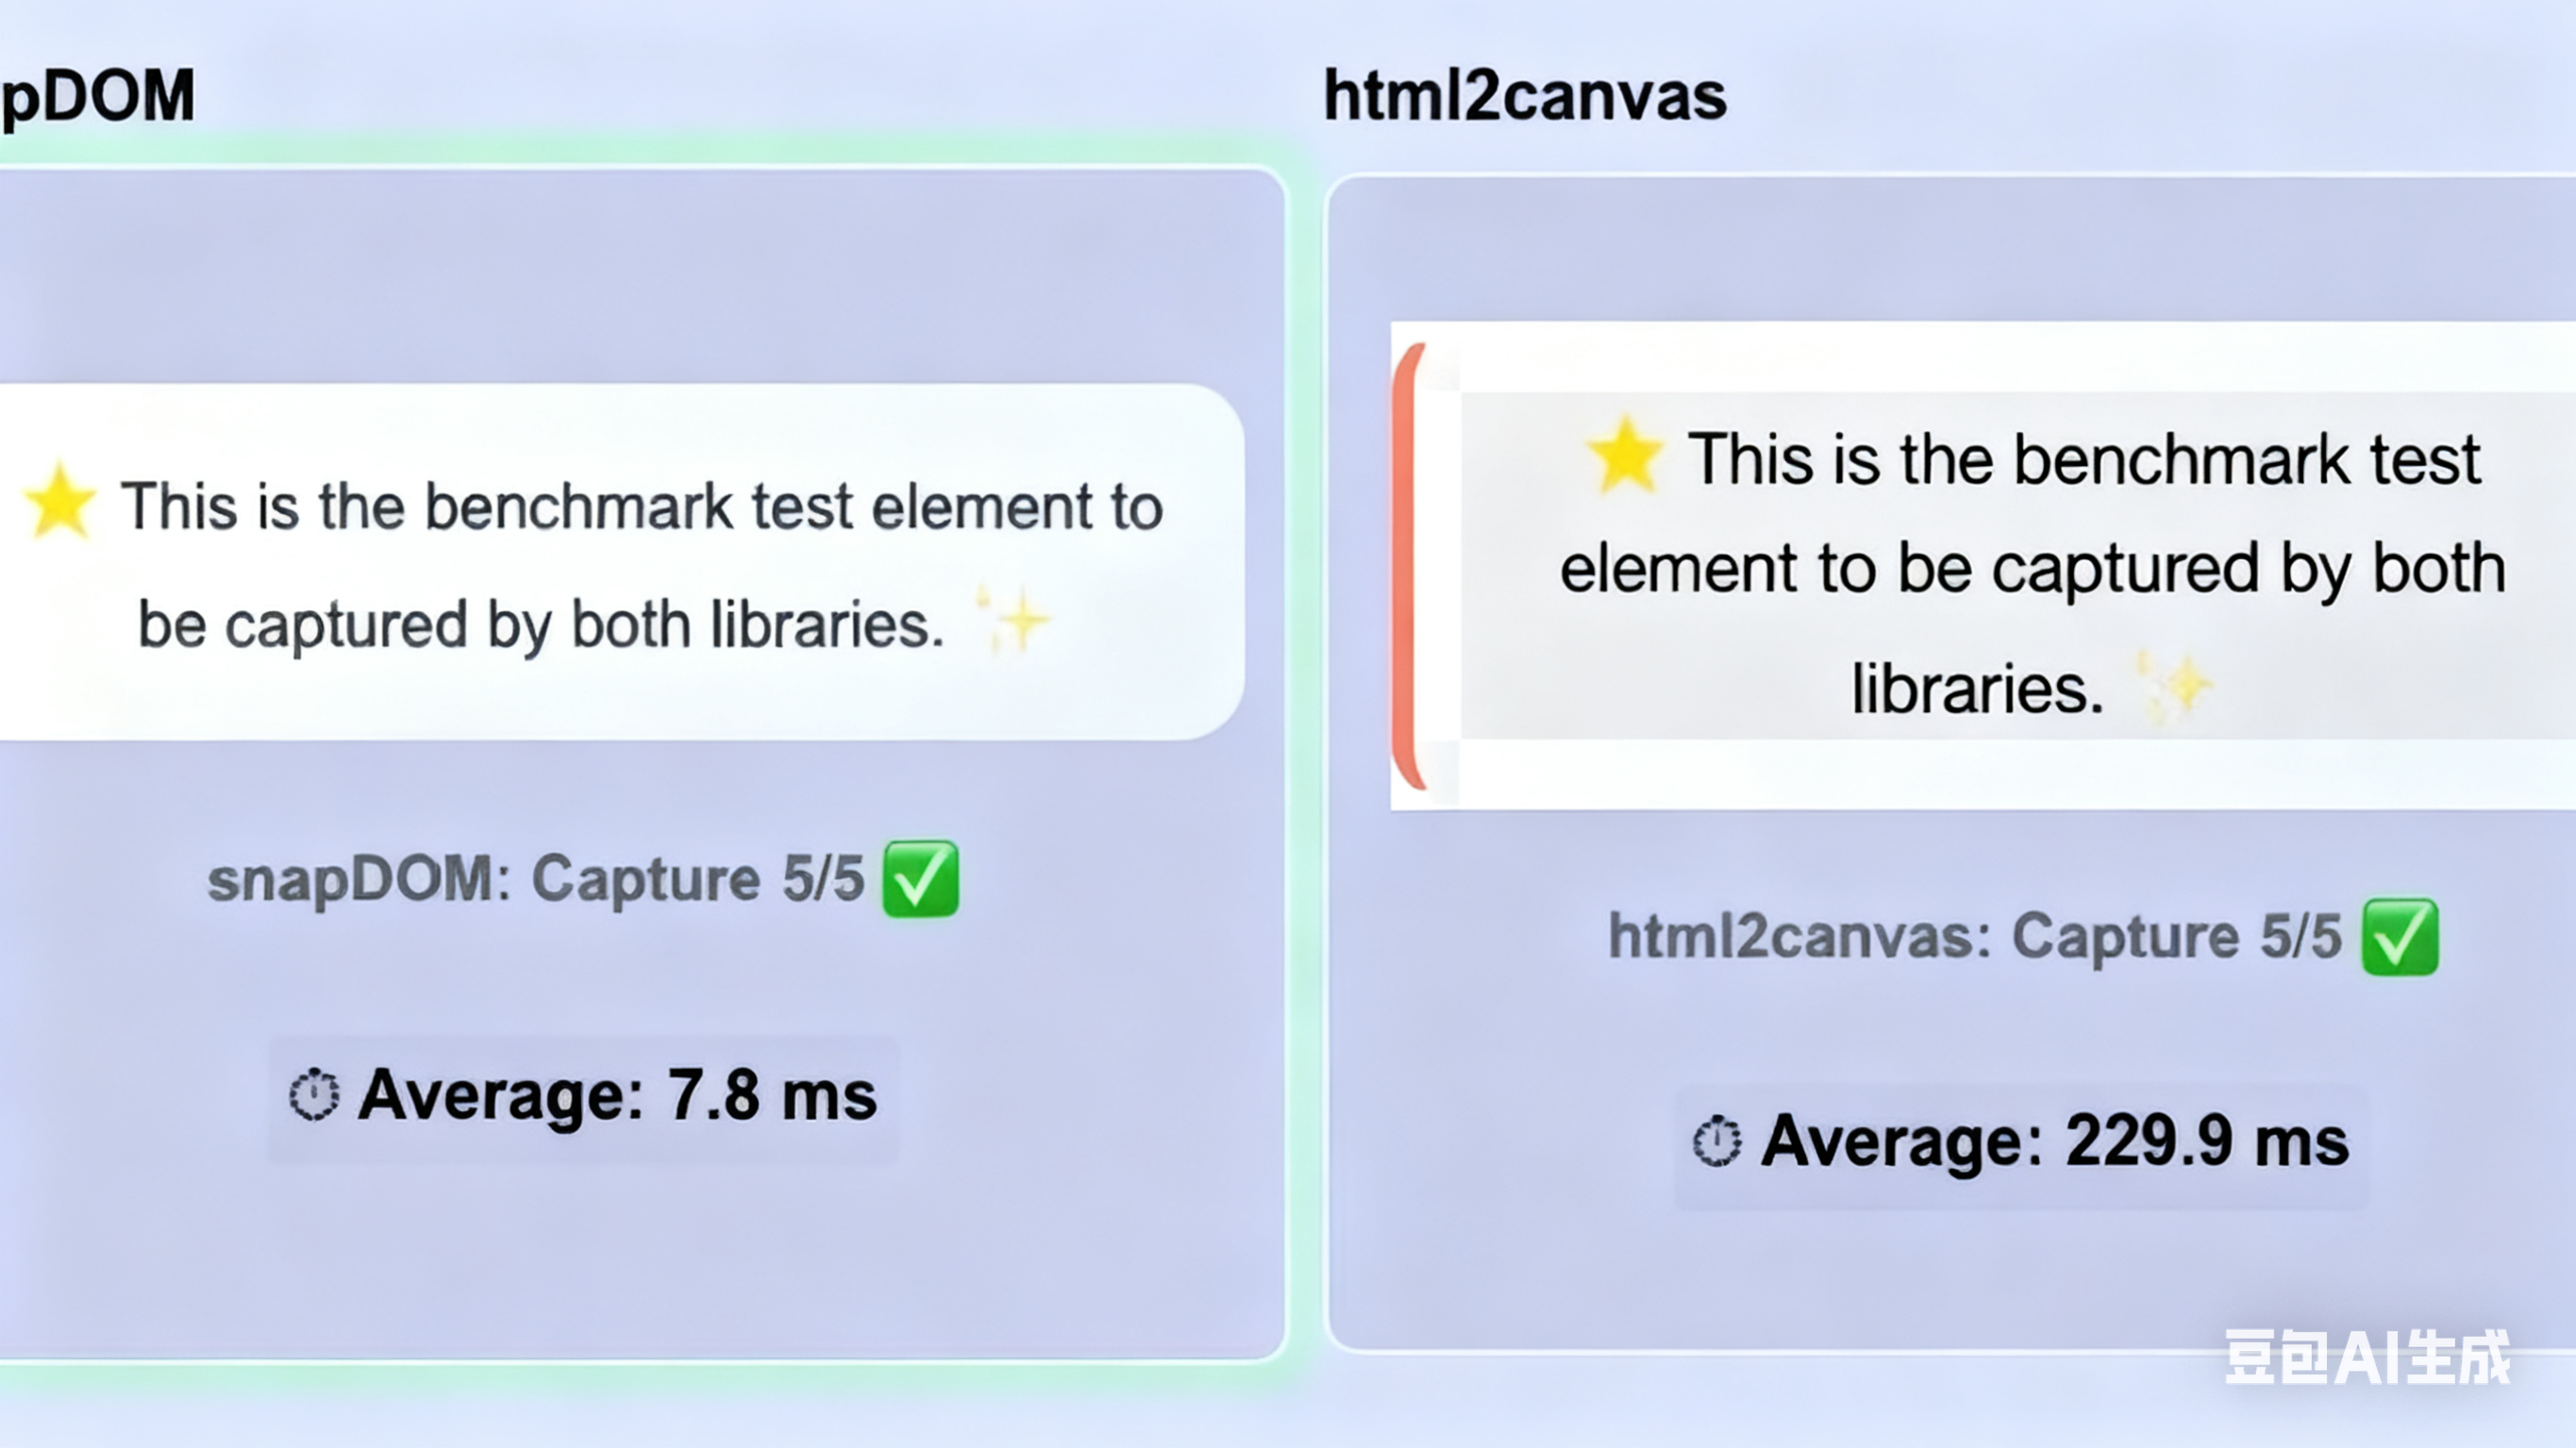 pDOM
⭐ This is the benchmark test element to
be captured by both libraries. ✨
snapDOM: Capture 5/5 ✅
⏱ Average: 7.8 ms
html2canvas
⭐ This is the benchmark test
element to be captured by both
libraries. ✨
html2canvas: Capture 5/5 ✅
⏱ Average: 229.9 ms
豆包AI生成